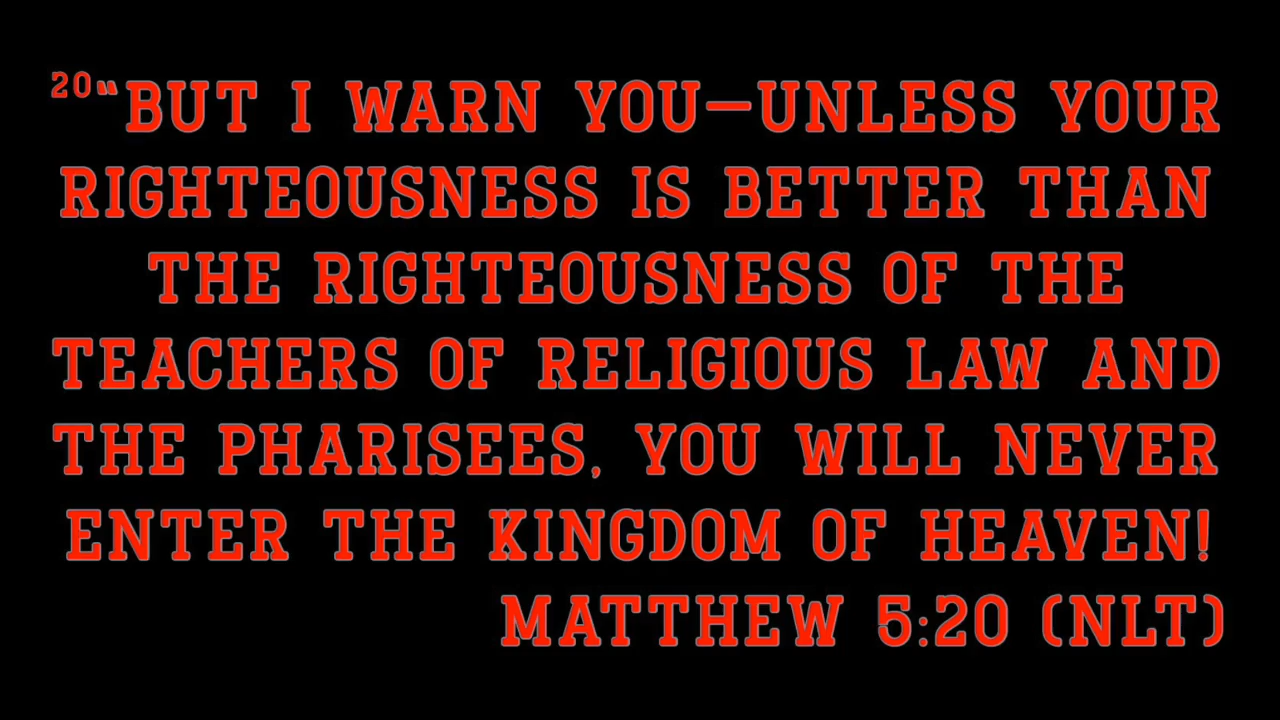 20“BUT I WARN YOU—UNLESS YOUR
RIGHTEOUSNESS IS BETTER THAN
THE RIGHTEOUSNESS OF THE
TEACHERS OF RELIGIOUS LAW AND
THE PHARISEES, YOU WILL NEVER
ENTER THE KINGDOM OF HEAVEN!
MATTHEW 5:20 (NLT)